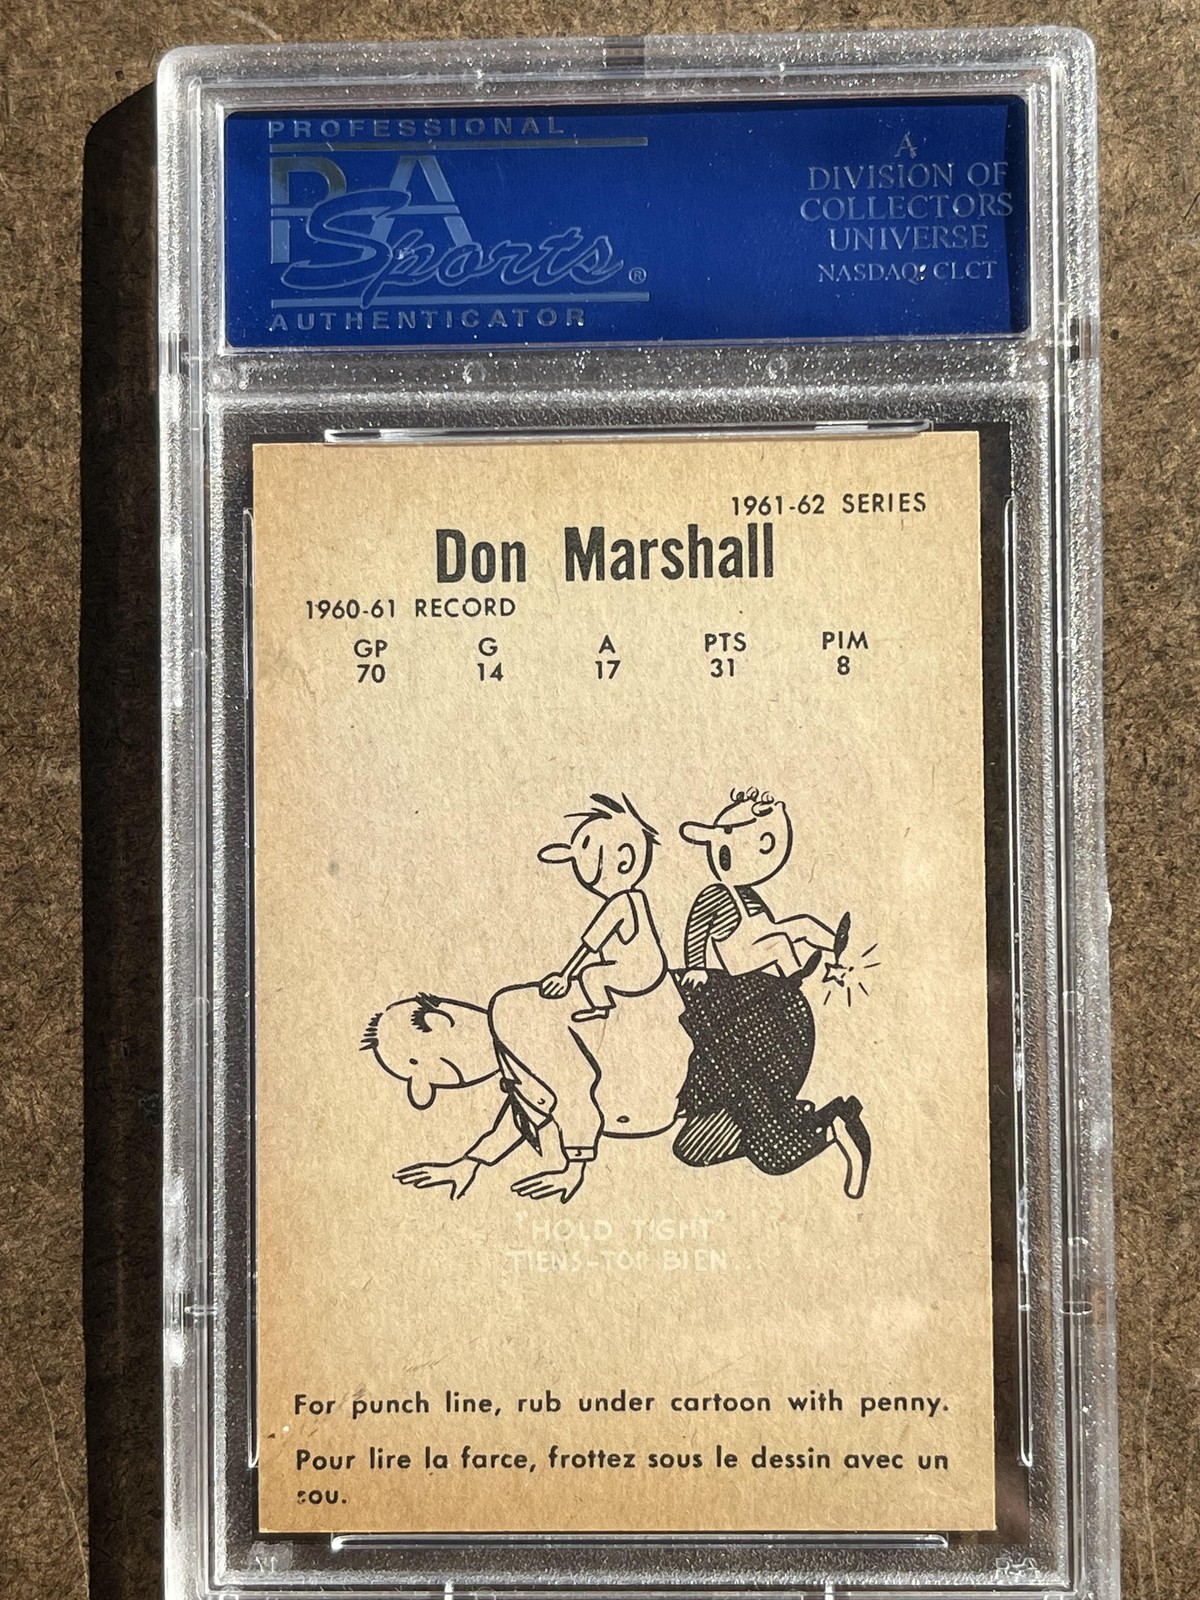 PROFESSIONAL
PSA
Sports®
AUTHENTICATOR
A
DIVISION OF
COLLECTORS
UNIVERSE
NASDAQ: CLCT
1961-62 SERIES
Don Marshall
1960-61 RECORD
GP G A PTS PIM
70 14 17 31 8
"HOLD TIGHT"
TIENS-TOI BIEN...
For punch line, rub under cartoon with penny.
Pour lire la farce, frottez sous le dessin avec un
sou.
PSA